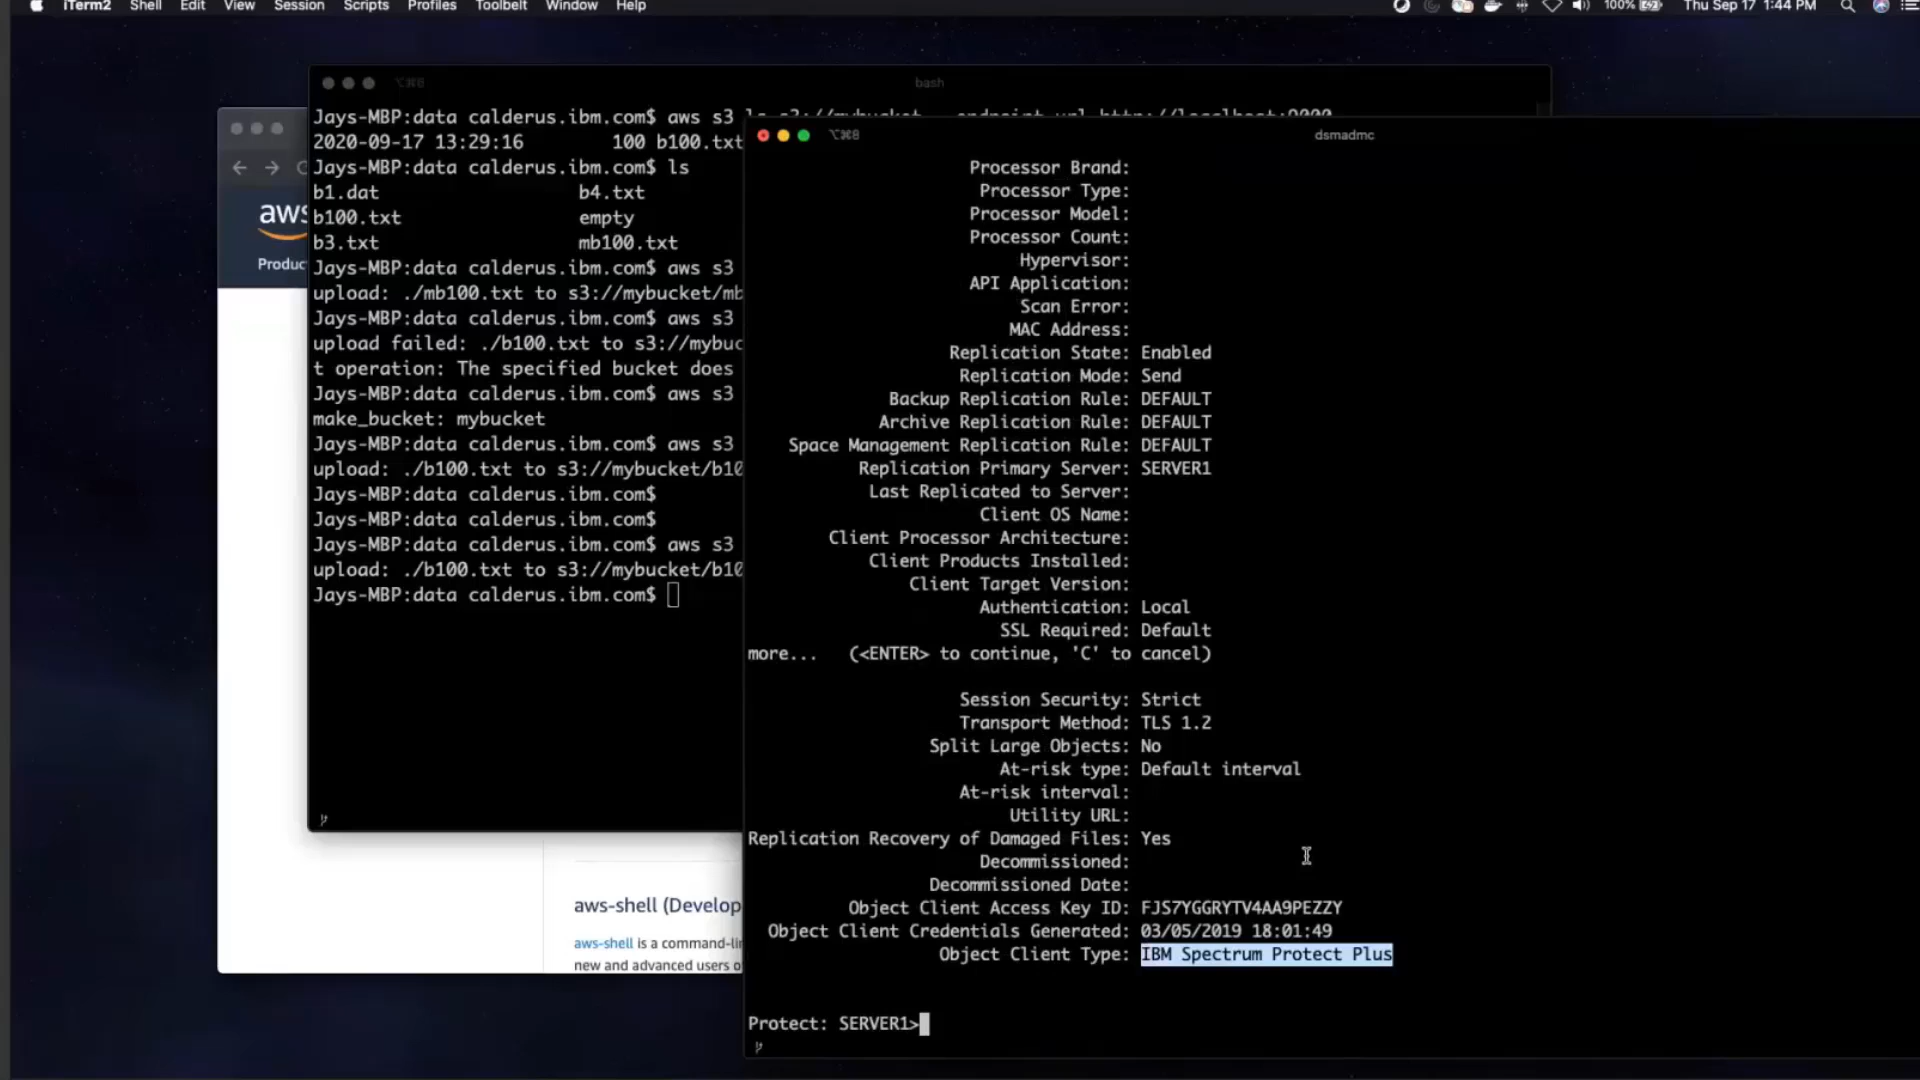 iTerm2 Shell Edit View Session Scripts Profiles Toolbelt Window Help 100% Thu Sep 17 1:44 PM
⌥⌘8 bash
Jays-MBP:data calderus.ibm.com$ aws s3 ls s3://mybucket --endpoint-url http://localhost:9000
2020-09-17 13:29:16 100 b100.txt
Jays-MBP:data calderus.ibm.com$ ls
b1.dat b4.txt
b100.txt empty
b3.txt mb100.txt
Jays-MBP:data calderus.ibm.com$ aws s3
upload: ./mb100.txt to s3://mybucket/mb
Jays-MBP:data calderus.ibm.com$ aws s3
upload failed: ./b100.txt to s3://mybuc
t operation: The specified bucket does
Jays-MBP:data calderus.ibm.com$ aws s3
make_bucket: mybucket
Jays-MBP:data calderus.ibm.com$ aws s3
upload: ./b100.txt to s3://mybucket/b10
Jays-MBP:data calderus.ibm.com$
Jays-MBP:data calderus.ibm.com$
Jays-MBP:data calderus.ibm.com$ aws s3
upload: ./b100.txt to s3://mybucket/b10
Jays-MBP:data calderus.ibm.com$
aws
Produc
aws-shell (Develop
aws-shell is a command-li
new and advanced users o
⌥⌘8 dsmadmc
Processor Brand:
Processor Type:
Processor Model:
Processor Count:
Hypervisor:
API Application:
Scan Error:
MAC Address:
Replication State: Enabled
Replication Mode: Send
Backup Replication Rule: DEFAULT
Archive Replication Rule: DEFAULT
Space Management Replication Rule: DEFAULT
Replication Primary Server: SERVER1
Last Replicated to Server:
Client OS Name:
Client Processor Architecture:
Client Products Installed:
Client Target Version:
Authentication: Local
SSL Required: Default
more... (<ENTER> to continue, 'C' to cancel)
Session Security: Strict
Transport Method: TLS 1.2
Split Large Objects: No
At-risk type: Default interval
At-risk interval:
Utility URL:
Replication Recovery of Damaged Files: Yes
Decommissioned:
Decommissioned Date:
Object Client Access Key ID: FJS7YGGRYTV4AA9PEZZY
Object Client Credentials Generated: 03/05/2019 18:01:49
Object Client Type: IBM Spectrum Protect Plus
Protect: SERVER1>